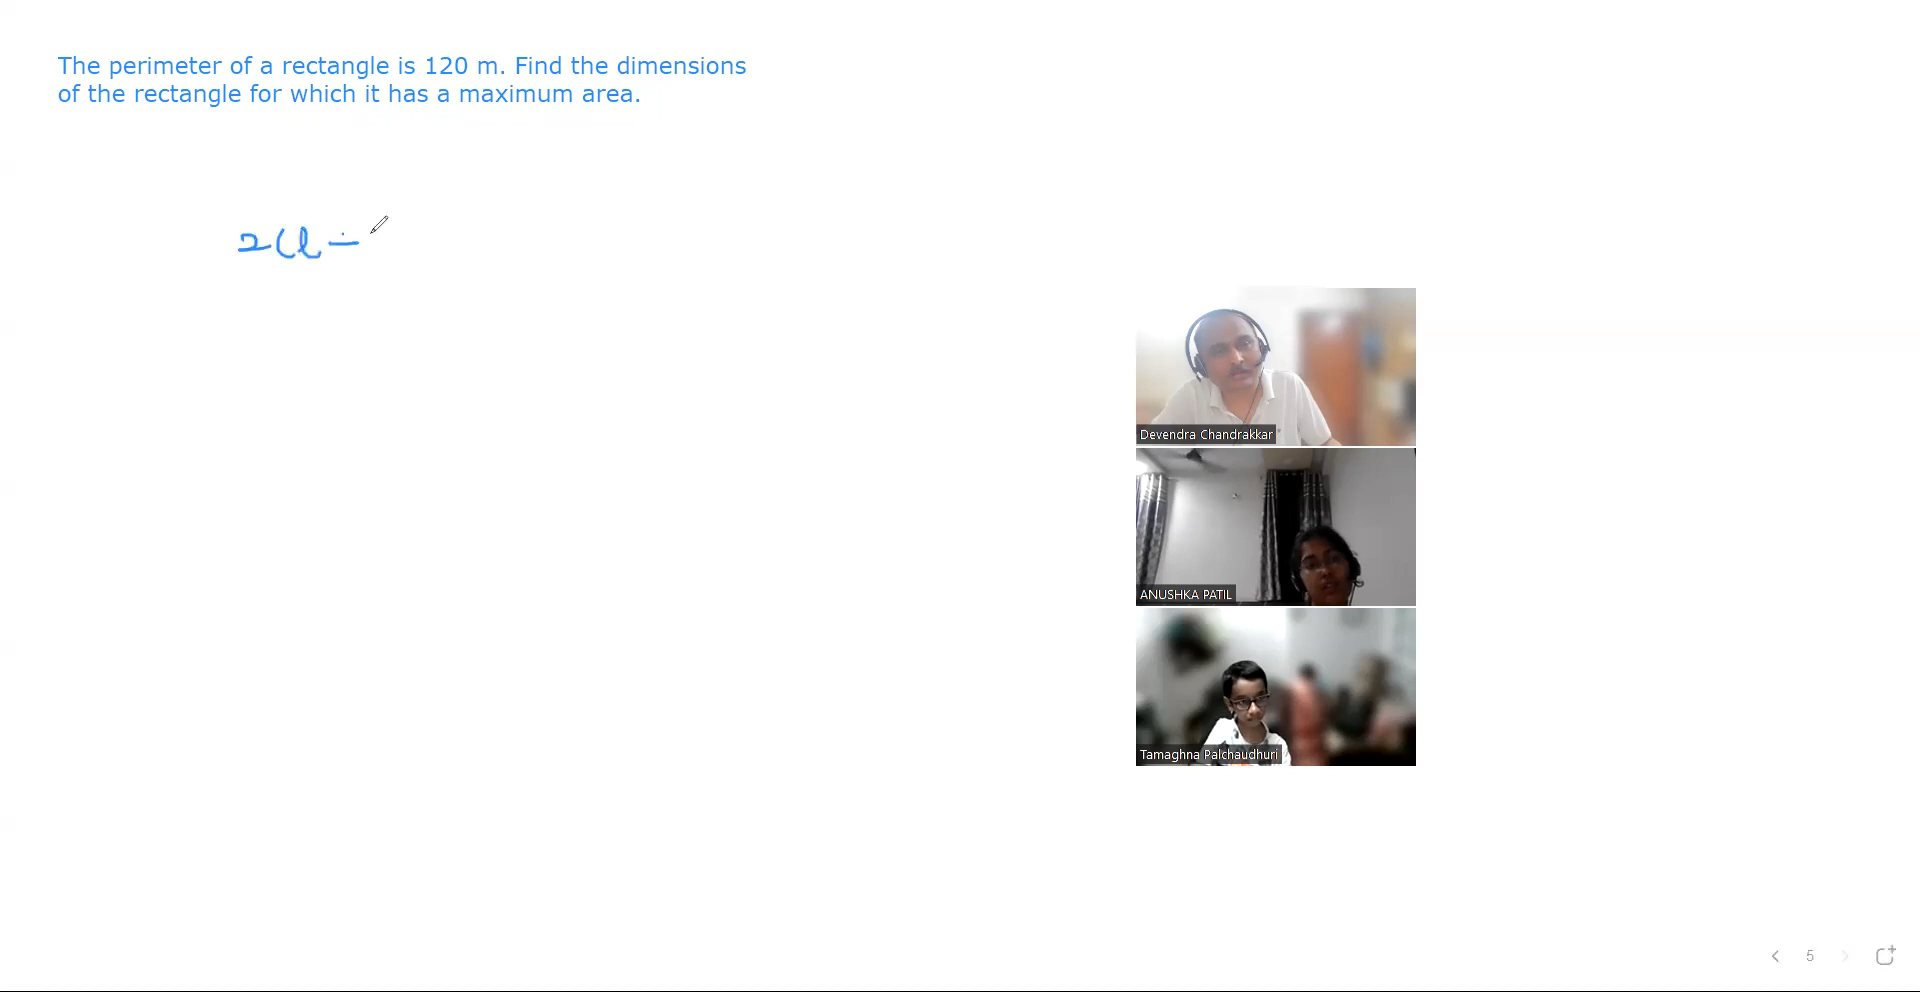 The perimeter of a rectangle is 120 m. Find the dimensions
of the rectangle for which it has a maximum area.
2(l
Devendra Chandrakkar
ANUSHKA PATIL
Tamaghna Palchaudhuri
5